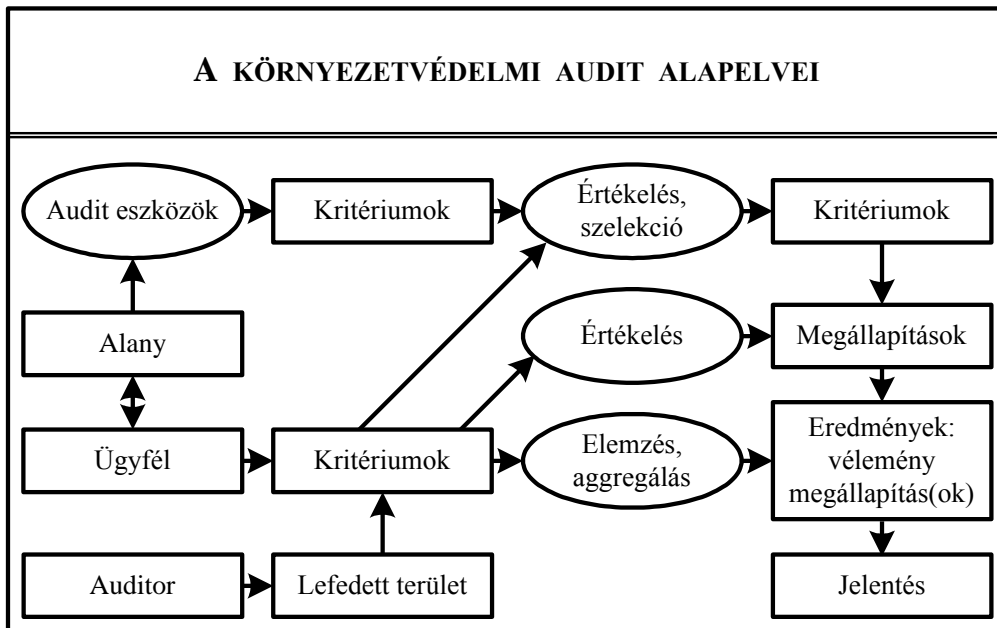 A KÖRNYEZETVÉDELMI AUDIT ALAPELVEI
Audit eszközök
Kritériumok
Értékelés,
szelekció
Kritériumok
Alany
Értékelés
Megállapítások
Ügyfél
Kritériumok
Elemzés,
aggregálás
Eredmények:
vélemény
megállapítás(ok)
Auditor
Lefedett terület
Jelentés